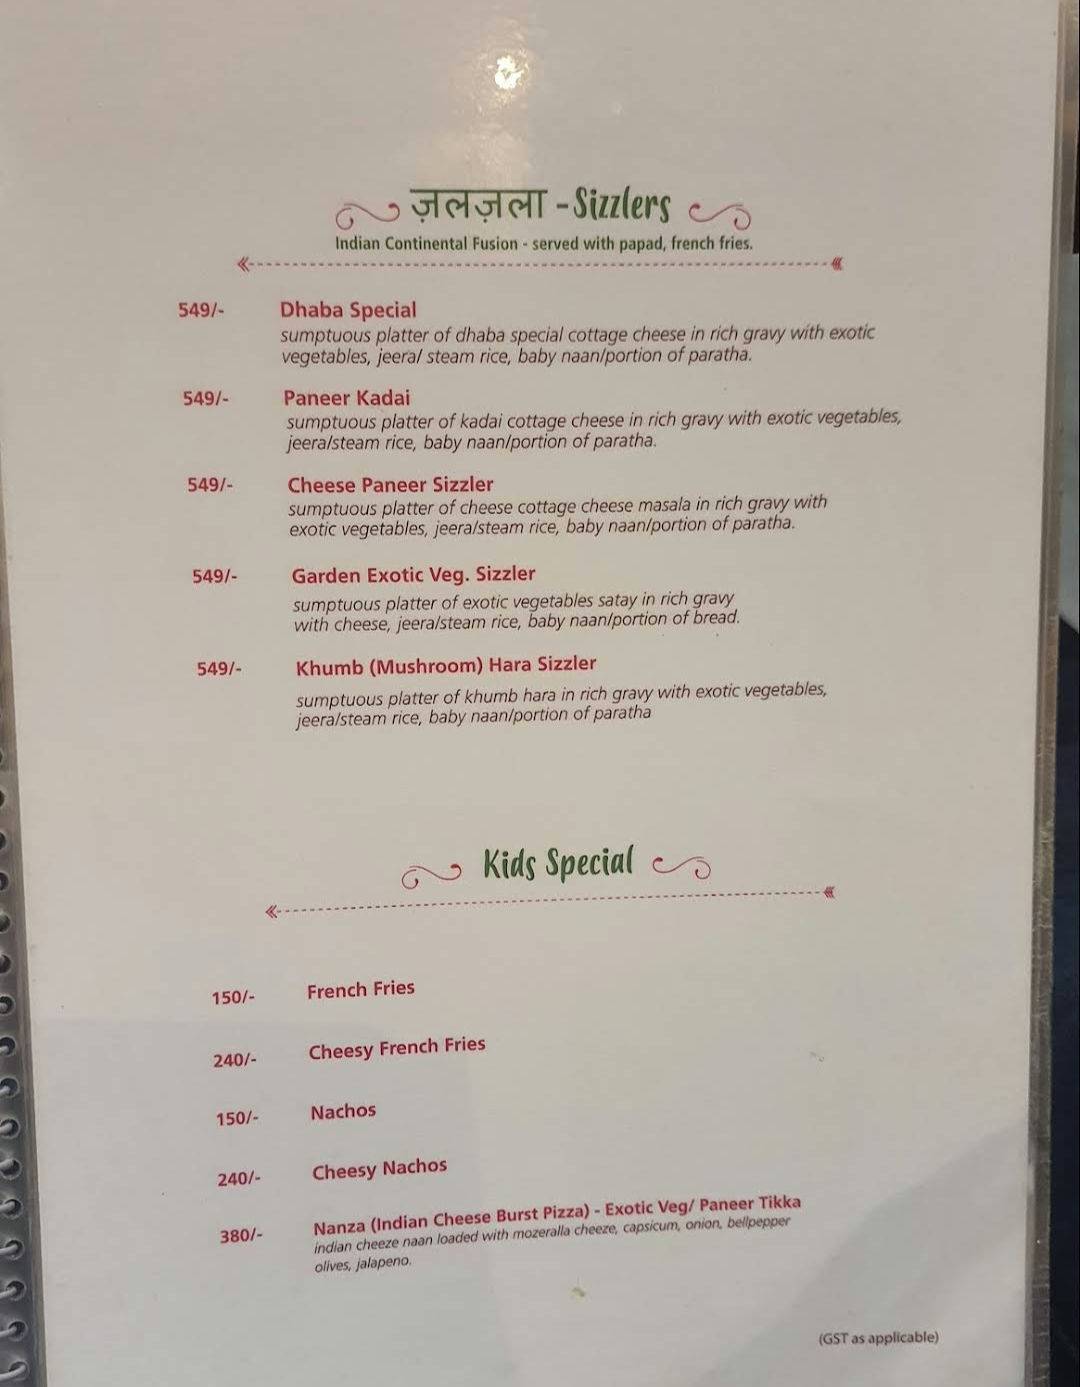 ज़लज़ला - Sizzlers
Indian Continental Fusion - served with papad, french fries.
549/- Dhaba Special
sumptuous platter of dhaba special cottage cheese in rich gravy with exotic
vegetables, jeera/ steam rice, baby naan/portion of paratha.
549/- Paneer Kadai
sumptuous platter of kadai cottage cheese in rich gravy with exotic vegetables,
jeera/steam rice, baby naan/portion of paratha.
549/- Cheese Paneer Sizzler
sumptuous platter of cheese cottage cheese masala in rich gravy with
exotic vegetables, jeera/steam rice, baby naan/portion of paratha.
549/- Garden Exotic Veg. Sizzler
sumptuous platter of exotic vegetables satay in rich gravy
with cheese, jeera/steam rice, baby naan/portion of bread.
549/- Khumb (Mushroom) Hara Sizzler
sumptuous platter of khumb hara in rich gravy with exotic vegetables,
jeera/steam rice, baby naan/portion of paratha
Kids Special
150/- French Fries
240/- Cheesy French Fries
150/- Nachos
240/- Cheesy Nachos
380/- Nanza (Indian Cheese Burst Pizza) - Exotic Veg/ Paneer Tikka
indian cheeze naan loaded with mozeralla cheeze, capsicum, onion, bellpepper
olives, jalapeno.
(GST as applicable)